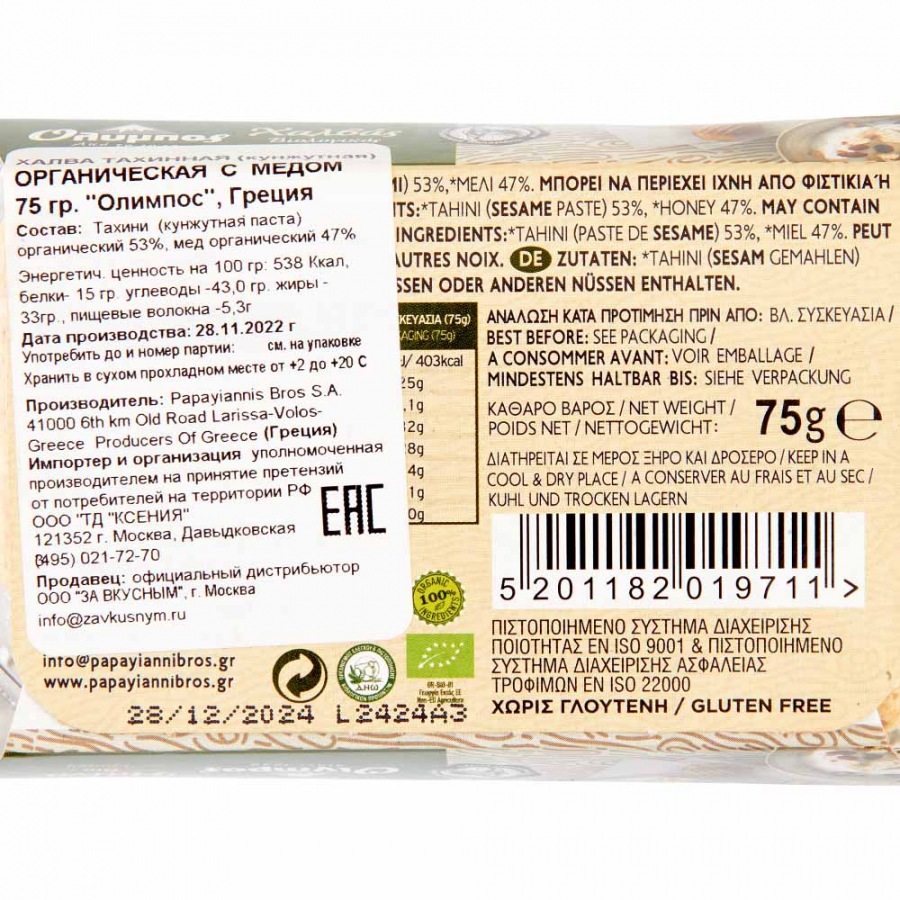 Ολυμπος Χαλβάς
ХАЛВА ТАХИННАЯ (кунжутная)
ОРГАНИЧЕСКАЯ С МЕДОМ
75 гр. "Олимпос", Греция
Состав: Тахини (кунжутная паста)
органический 53%, мед органический 47%
Энергетич. ценность на 100 гр: 538 Ккал,
белки- 15 гр. углеводы -43,0 гр. жиры -
33гр., пищевые волокна -5,3г
Дата производства: 28.11.2022 г
Употребить до и номер партии: см. на упаковке
Хранить в сухом прохладном месте от +2 до +20 С
Производитель: Papayiannis Bros S.A.
41000 6th km Old Road Larissa-Volos-
Greece Producers Of Greece (Греция)
Импортер и организация уполномоченная
производителем на принятие претензий
от потребителей на территории РФ
ООО "ТД "КСЕНИЯ"
121352 г. Москва, Давыдковская
(495) 021-72-70
EAC
Продавец: официальный дистрибьютор
ООО "ЗА ВКУСНЫМ", г. Москва
info@zavkusnym.ru
info@papayiannibros.gr
www.papayiannibros.gr
28/12/2024 L2424A3
53%,*ΜΕΛΙ 47%. ΜΠΟΡΕΙ ΝΑ ΠΕΡΙΕΧΕΙ ΙΧΝΗ ΑΠΟ ΦΙΣΤΙΚΙΑ Ή
*TAHINI (SESAME PASTE) 53%, *HONEY 47%. MAY CONTAIN
INGREDIENTS:*TAHINI (PASTE DE SESAME) 53%, *MIEL 47%. PEUT
AUTRES NOIX. DE ZUTATEN: *TAHINI (SESAM GEMAHLEN)
ODER ANDEREN NÜSSEN ENTHALTEN.
(75g)
(75g)
403kcal
ΑΝΑΛΩΣΗ ΚΑΤΑ ΠΡΟΤΙΜΗΣΗ ΠΡΙΝ ΑΠΟ: ΒΛ. ΣΥΣΚΕΥΑΣΙΑ /
BEST BEFORE: SEE PACKAGING /
A CONSOMMER AVANT: VOIR EMBALLAGE /
MINDESTENS HALTBAR BIS: SIEHE VERPACKUNG
ΚΑΘΑΡΟ ΒΑΡΟΣ / NET WEIGHT /
POIDS NET / NETTOGEWICHT: 75g e
ΔΙΑΤΗΡΕΙΤΑΙ ΣΕ ΜΕΡΟΣ ΞΗΡΟ ΚΑΙ ΔΡΟΣΕΡΟ / KEEP IN A
COOL & DRY PLACE / A CONSERVER AU FRAIS ET AU SEC /
KUHL UND TROCKEN LAGERN
5 201182 019711 >
ORGANIC
100%
INGREDIENTS
ΔΗΩ
ΠΙΣΤΟΠΟΙΗΜΕΝΟ ΣΥΣΤΗΜΑ ΔΙΑΧΕΙΡΙΣΗΣ
ΠΟΙΟΤΗΤΑΣ ΕΝ ISO 9001 & ΠΙΣΤΟΠΟΙΗΜΕΝΟ
ΣΥΣΤΗΜΑ ΔΙΑΧΕΙΡΙΣΗΣ ΑΣΦΑΛΕΙΑΣ
ΤΡΟΦΙΜΩΝ ΕΝ ISO 22000
ΧΩΡΙΣ ΓΛΟΥΤΕΝΗ / GLUTEN FREE